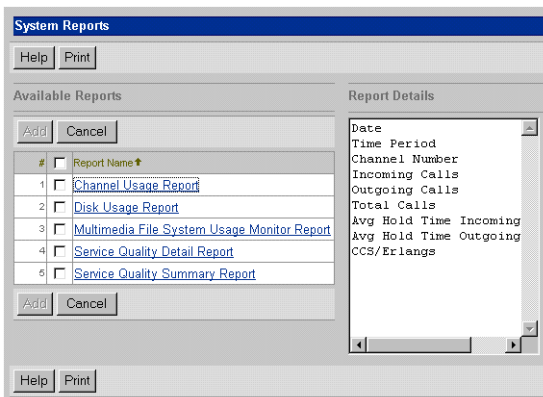 System Reports
Help Print
Available Reports
Add Cancel
# Report Name
1 Channel Usage Report
2 Disk Usage Report
3 Multimedia File System Usage Monitor Report
4 Service Quality Detail Report
5 Service Quality Summary Report
Add Cancel
Report Details
Date
Time Period
Channel Number
Incoming Calls
Outgoing Calls
Total Calls
Avg Hold Time Incoming
Avg Hold Time Outgoing
CCS/Erlangs
Help Print